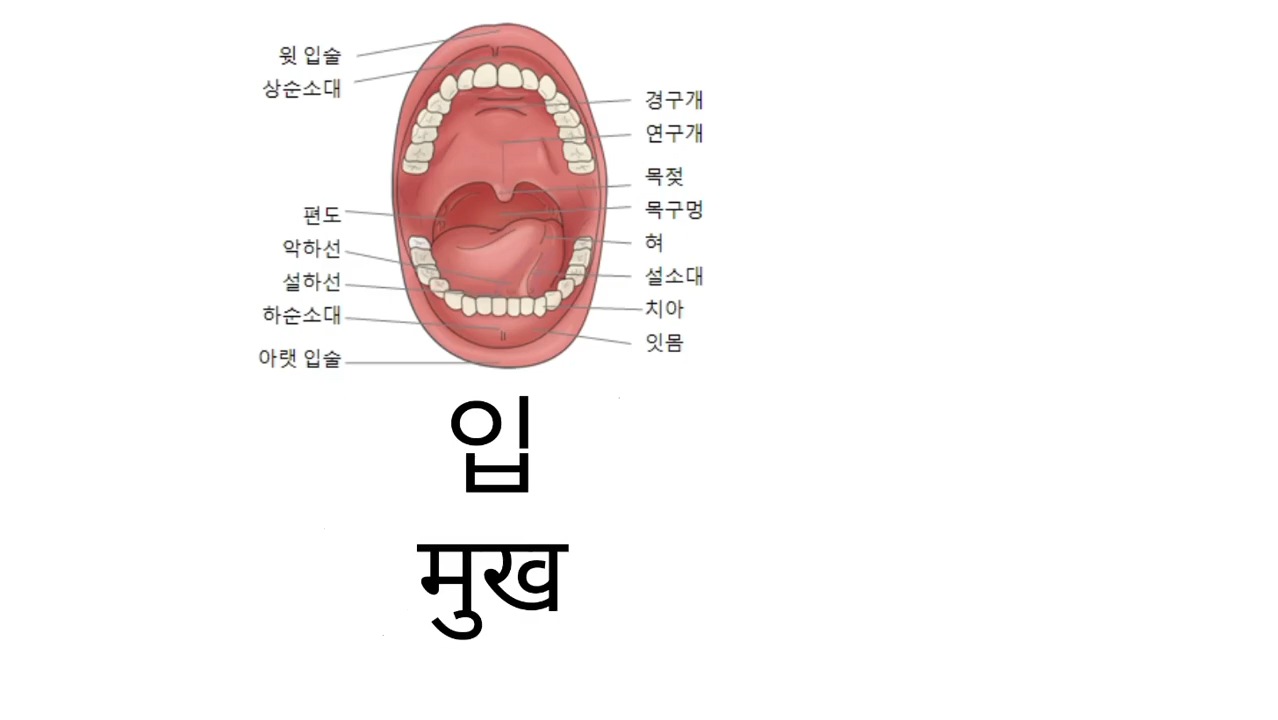 윗 입술
상순소대
편도
악하선
설하선
하순소대
아랫 입술
경구개
연구개
목젖
목구멍
혀
설소대
치아
잇몸
입
मुख